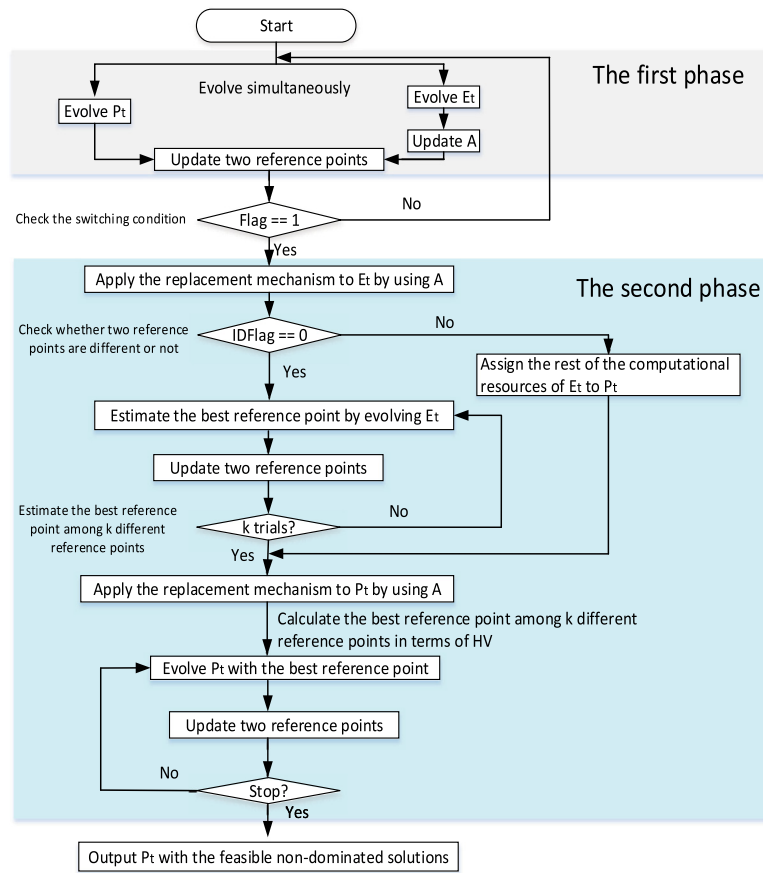 Start
The first phase
Evolve simultaneously
Evolve Pt
Evolve Et
Update A
Update two reference points
Check the switching condition
Flag == 1
No
Yes
Apply the replacement mechanism to Et by using A
The second phase
Check whether two reference
points are different or not
IDFlag == 0
No
Yes
Assign the rest of the computational
resources of Et to Pt
Estimate the best reference point by evolving Et
Update two reference points
Estimate the best reference
point among k different
reference points
k trials?
No
Yes
Apply the replacement mechanism to Pt by using A
Calculate the best reference point among k different
reference points in terms of HV
Evolve Pt with the best reference point
Update two reference points
No
Stop?
Yes
Output Pt with the feasible non-dominated solutions